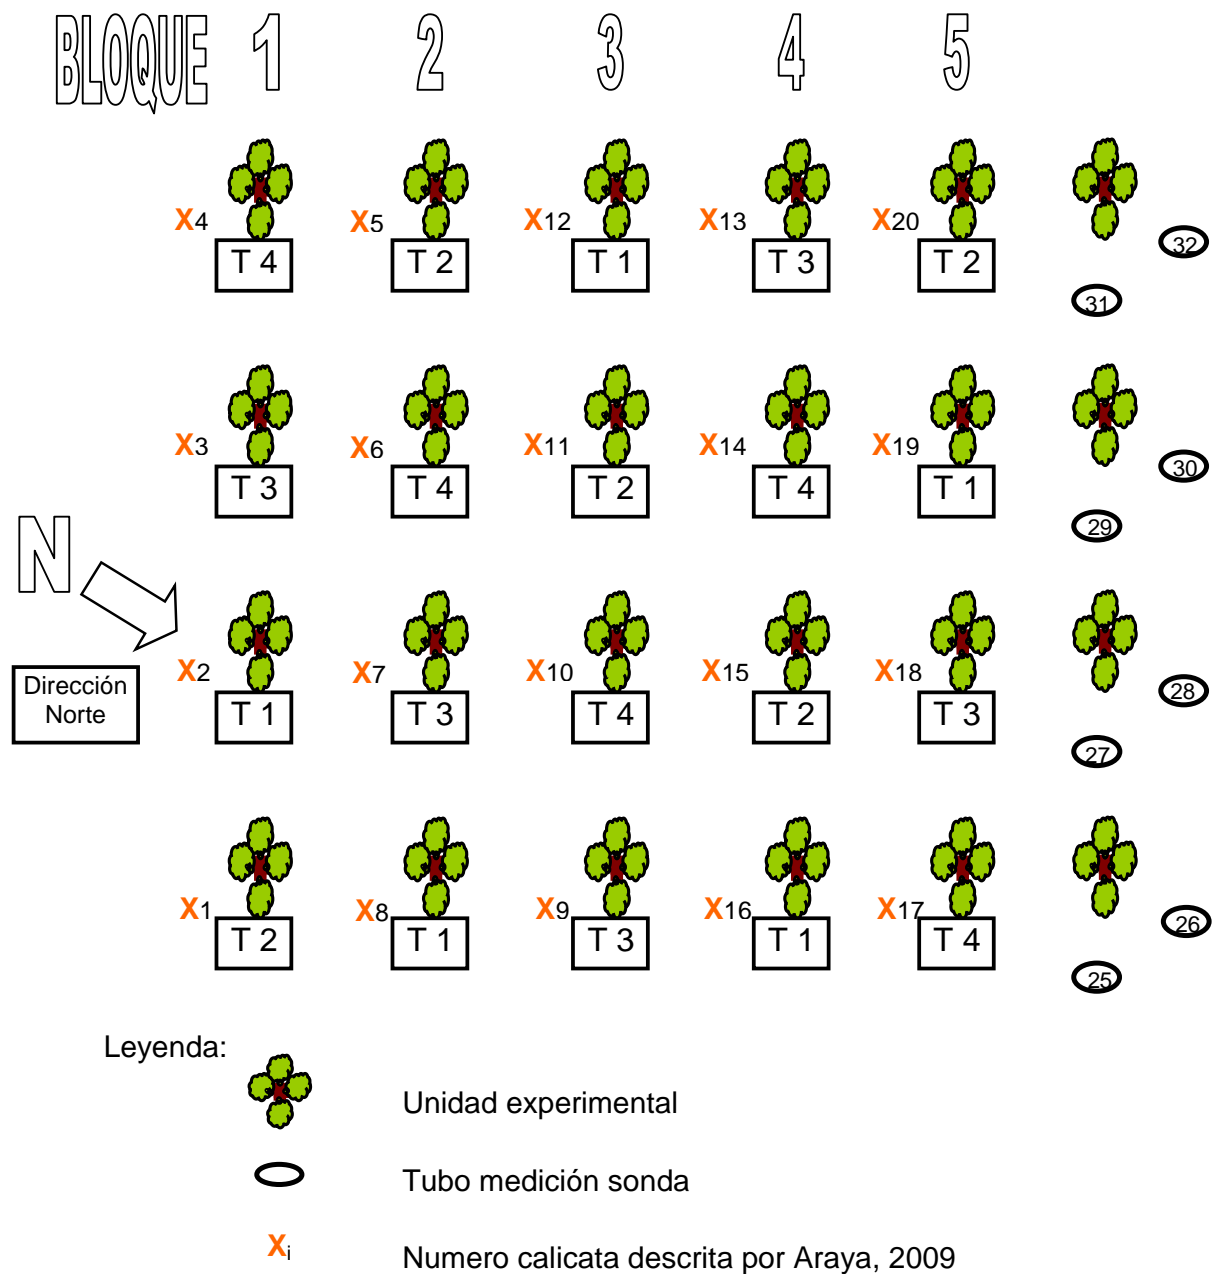 BLOQUE 1 2 3 4 5
X4 X5 X12 X13 X20
T 4 T 2 T 1 T 3 T 2
32
31
X3 X6 X11 X14 X19
T 3 T 4 T 2 T 4 T 1
30
29
N
X2 X7 X10 X15 X18
Dirección
Norte
T 1 T 3 T 4 T 2 T 3
28
27
X1 X8 X9 X16 X17
T 2 T 1 T 3 T 1 T 4
26
25
Leyenda:
Unidad experimental
Tubo medición sonda
Xi Numero calicata descrita por Araya, 2009